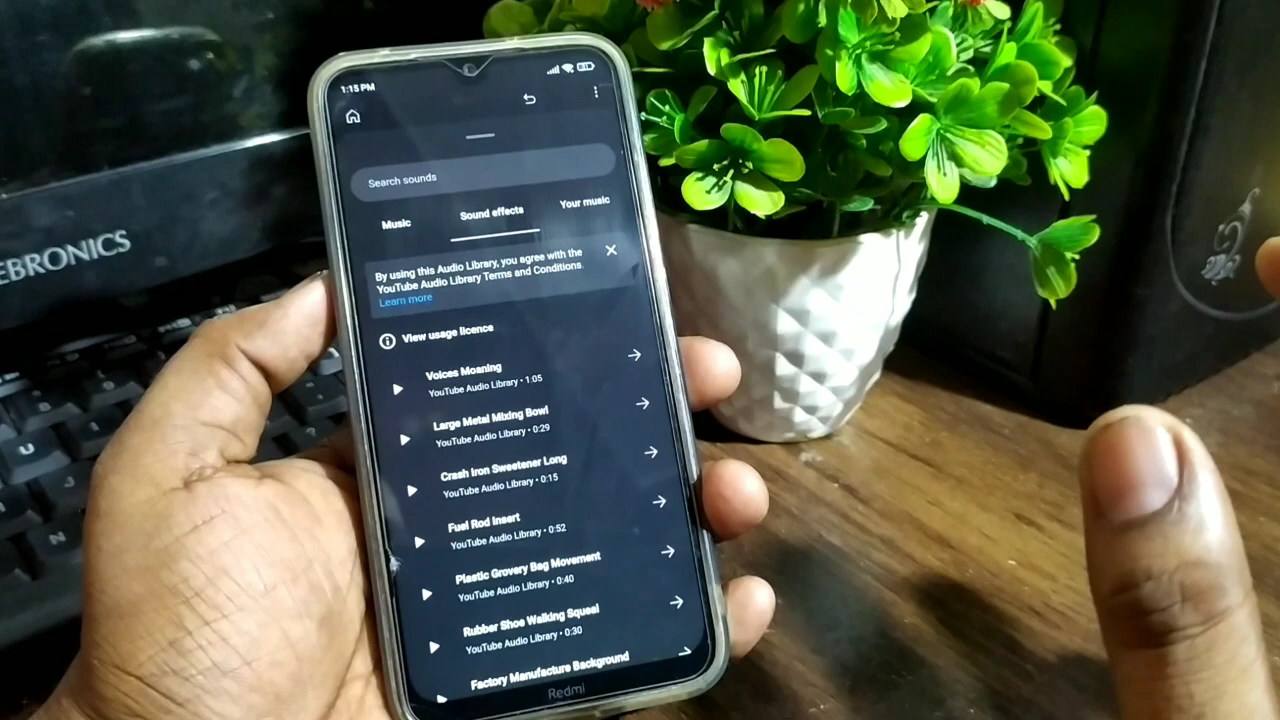 EBRONICS
U
J
N
1:15 PM
Search sounds
Music
Sound effects
Your music
By using this Audio Library, you agree with the
YouTube Audio Library Terms and Conditions.
Learn more
View usage licence
Voices Moaning
YouTube Audio Library • 1:05
Large Metal Mixing Bowl
YouTube Audio Library • 0:29
Crash Iron Sweetener Long
YouTube Audio Library • 0:15
Fuel Rod Insert
YouTube Audio Library • 0:52
Plastic Grovery Bag Movement
YouTube Audio Library • 0:40
Rubber Shoe Walking Squeal
YouTube Audio Library • 0:30
Factory Manufacture Background
Redmi